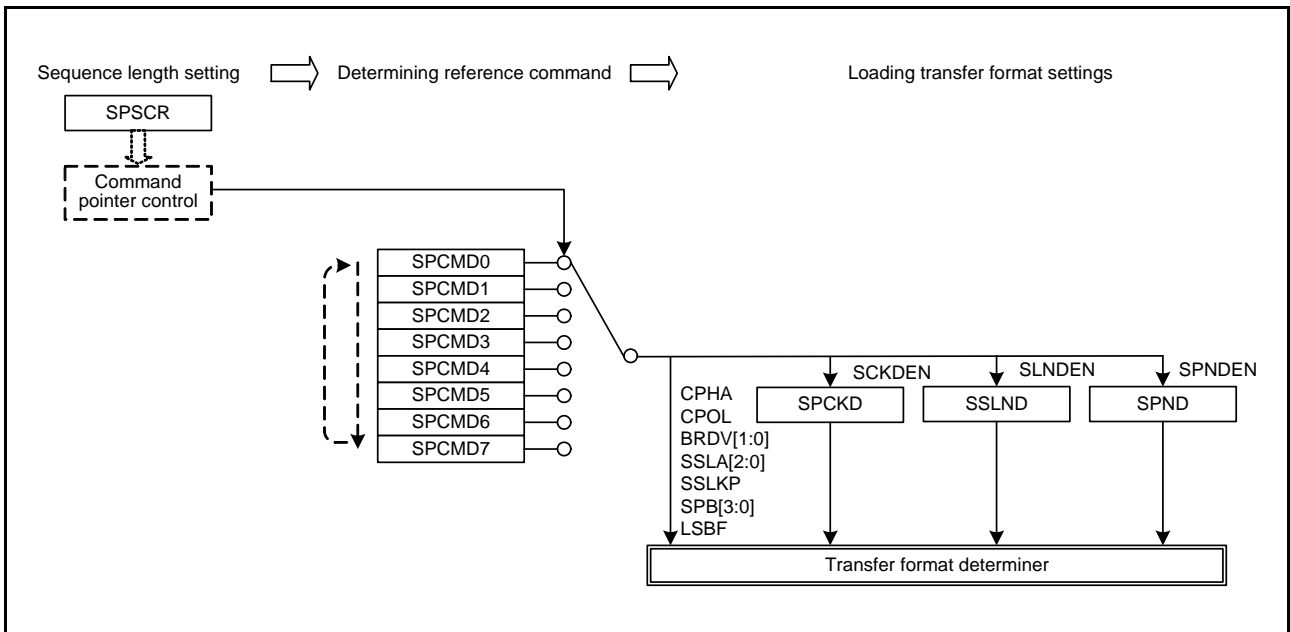 Sequence length setting
Determining reference command
Loading transfer format settings
SPSCR
Command
pointer control
SPCMD0
SPCMD1
SPCMD2
SPCMD3
SPCMD4
SPCMD5
SPCMD6
SPCMD7
CPHA
CPOL
BRDV[1:0]
SSLA[2:0]
SSLKP
SPB[3:0]
LSBF
SCKDEN
SPCKD
SLNDEN
SSLND
SPNDEN
SPND
Transfer format determiner